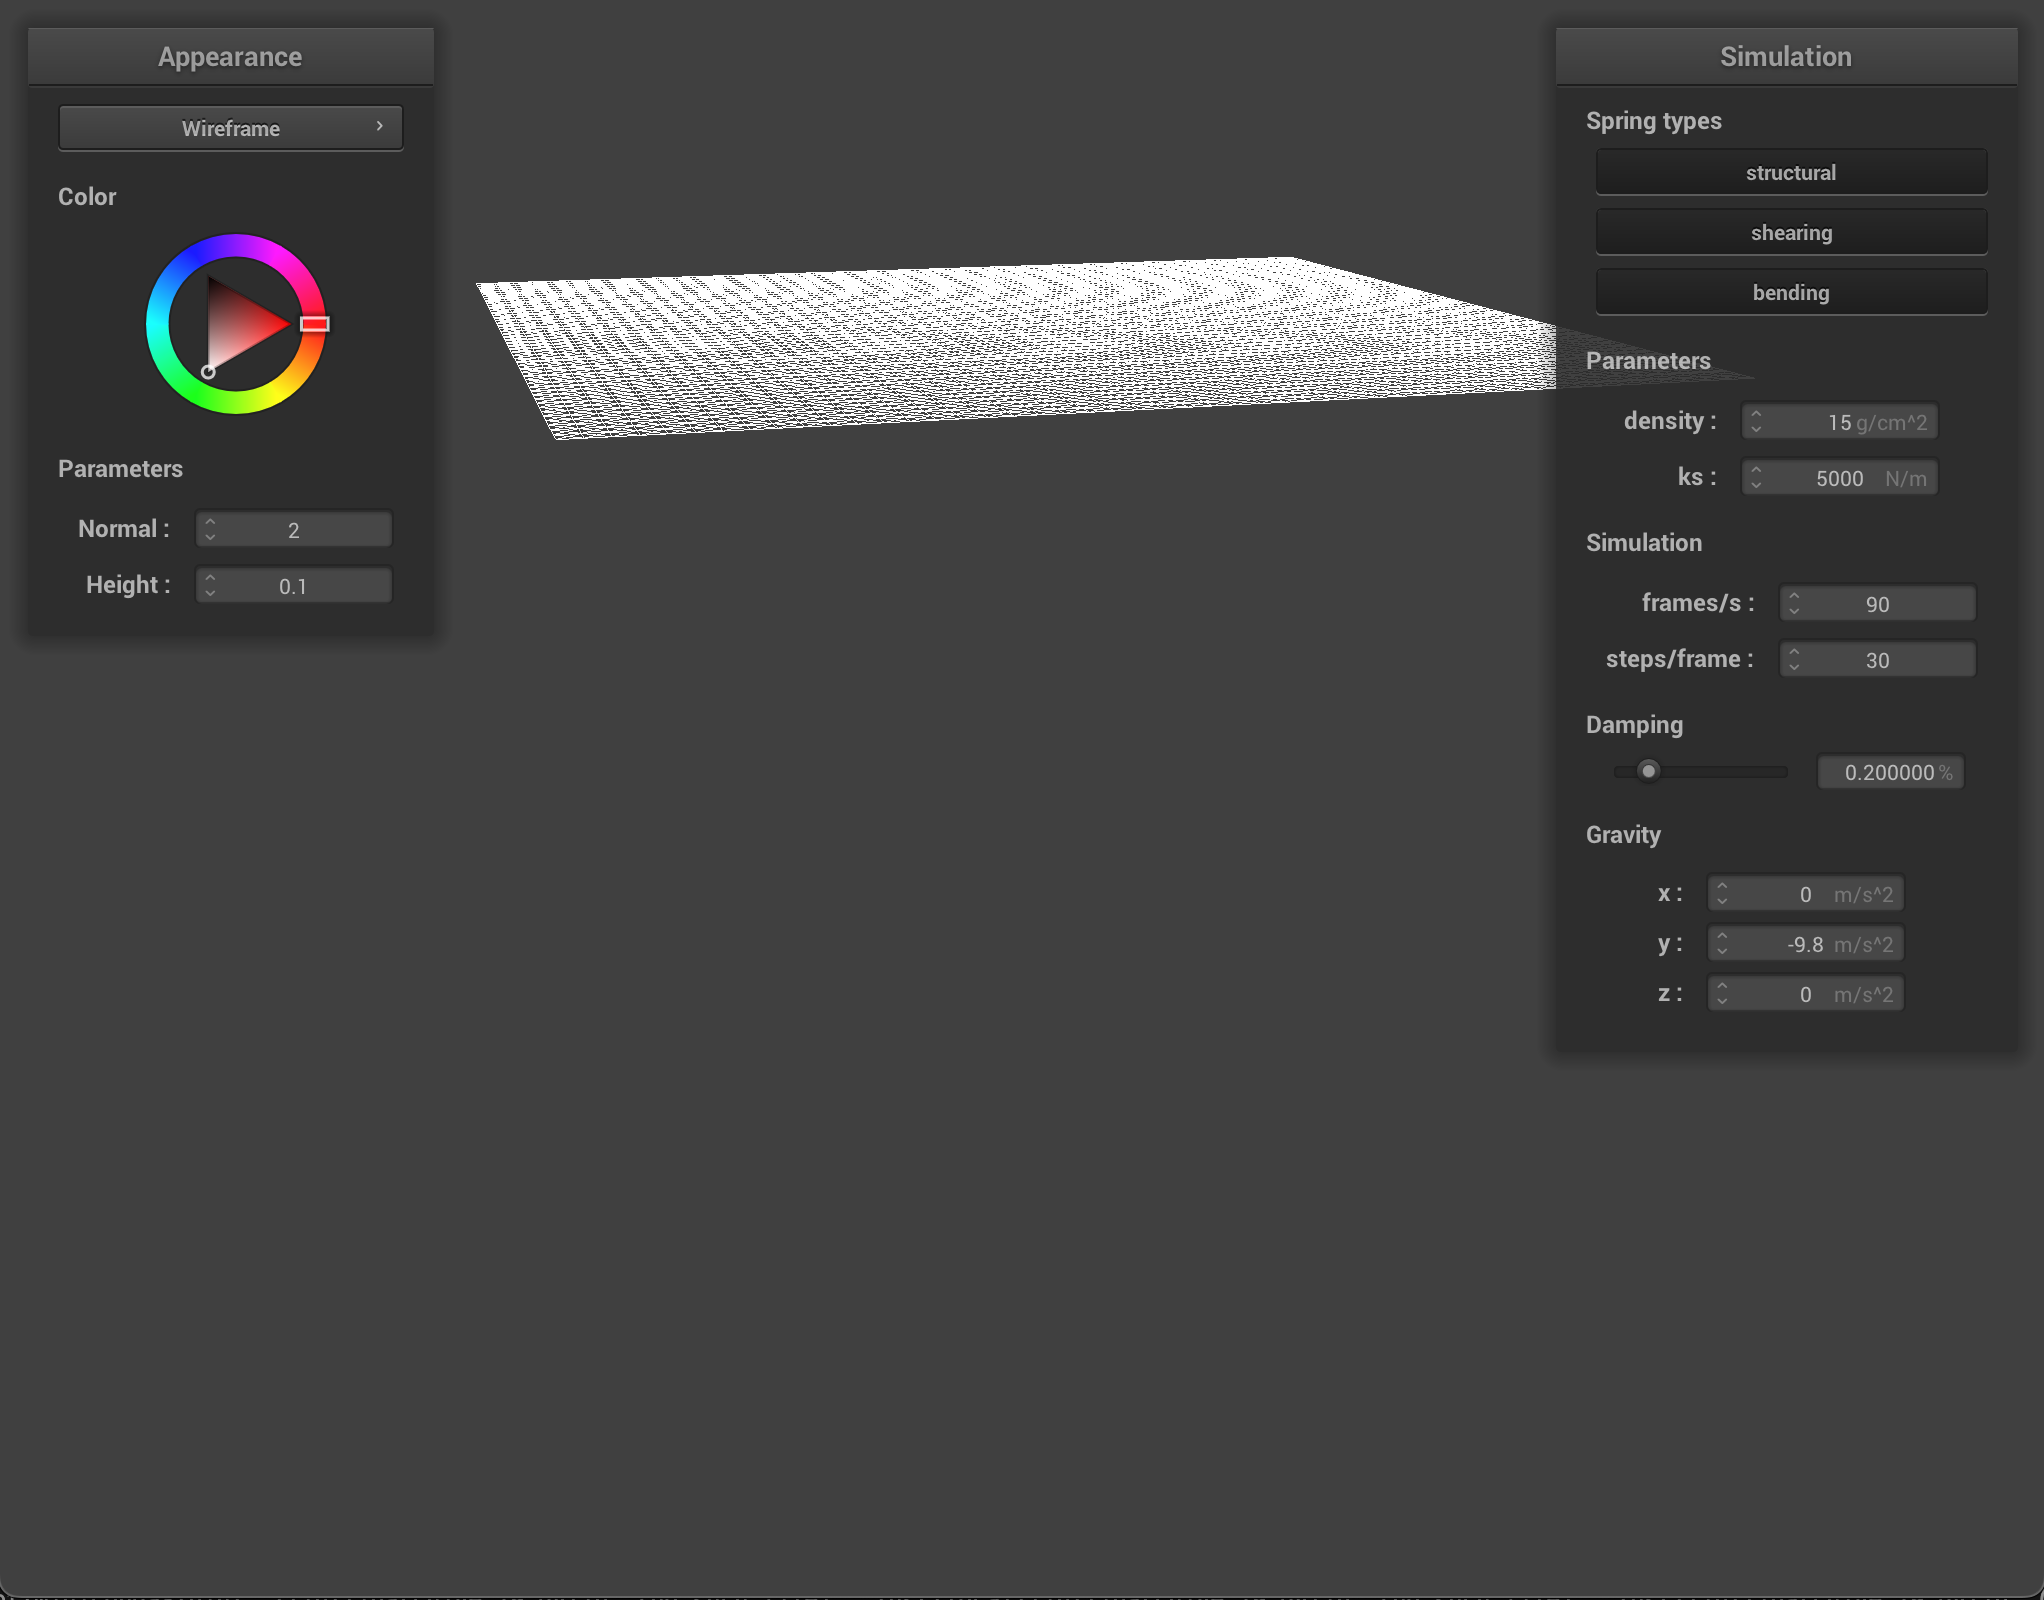 Appearance
Wireframe
Color
Parameters
Normal : 2
Height : 0.1
Simulation
Spring types
structural
shearing
bending
Parameters
density : 15 g/cm^2
ks : 5000 N/m
Simulation
frames/s : 90
steps/frame : 30
Damping
0.200000 %
Gravity
x : 0 m/s^2
y : -9.8 m/s^2
z : 0 m/s^2